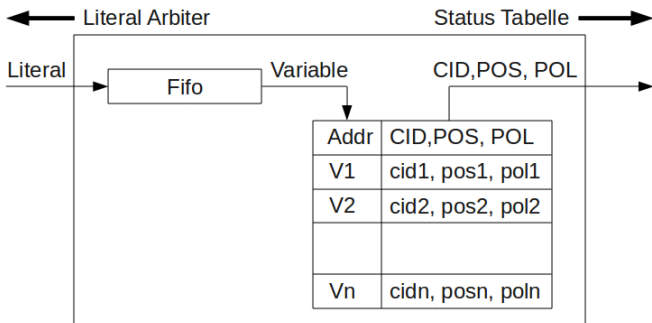 Literal Arbiter Status Tabelle
Literal Variable CID,POS, POL
Fifo
Addr CID,POS, POL
V1 cid1, pos1, pol1
V2 cid2, pos2, pol2
Vn cidn, posn, poln